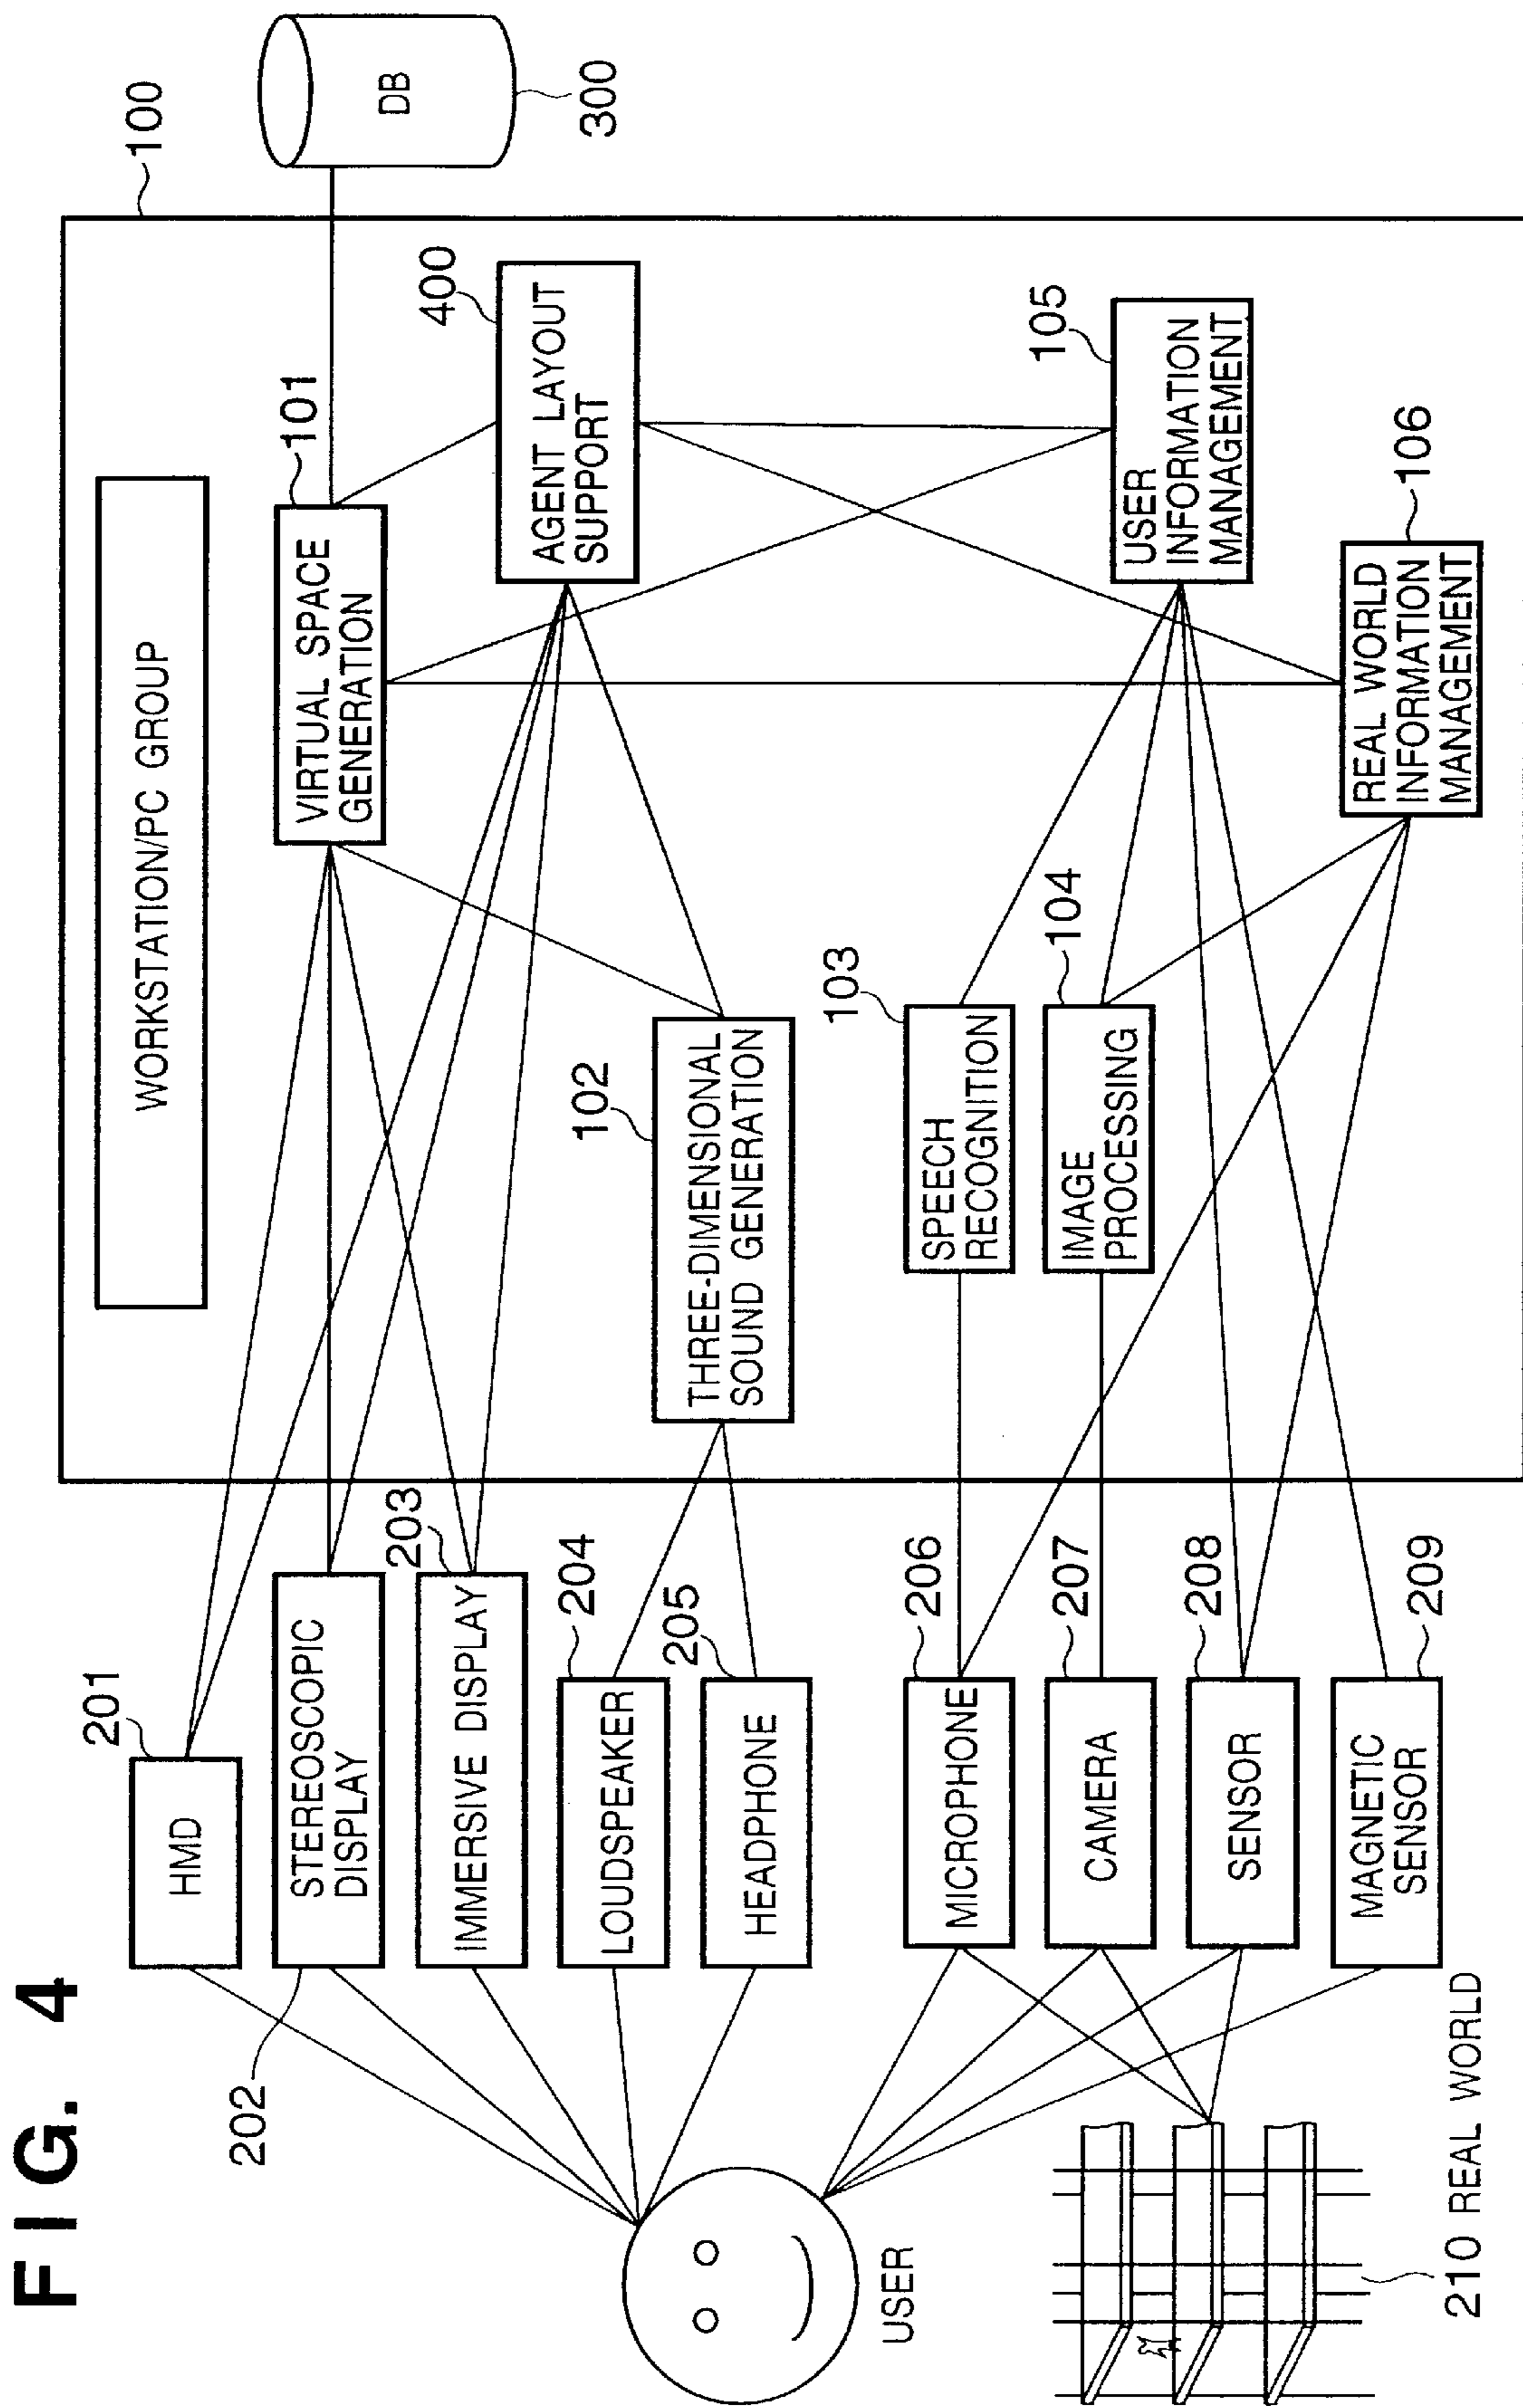 FIG. 4
201
HMD
202
STEREOSCOPIC
DISPLAY
203
IMMERSIVE DISPLAY
204
LOUDSPEAKER
205
HEADPHONE
206
MICROPHONE
207
CAMERA
208
SENSOR
209
MAGNETIC
SENSOR
USER
210 REAL WORLD
100
WORKSTATION/PC GROUP
101
VIRTUAL SPACE
GENERATION
400
AGENT LAYOUT
SUPPORT
102
THREE-DIMENSIONAL
SOUND GENERATION
103
SPEECH
RECOGNITION
104
IMAGE
PROCESSING
105
USER
INFORMATION
MANAGEMENT
106
REAL WORLD
INFORMATION
MANAGEMENT
DB
300